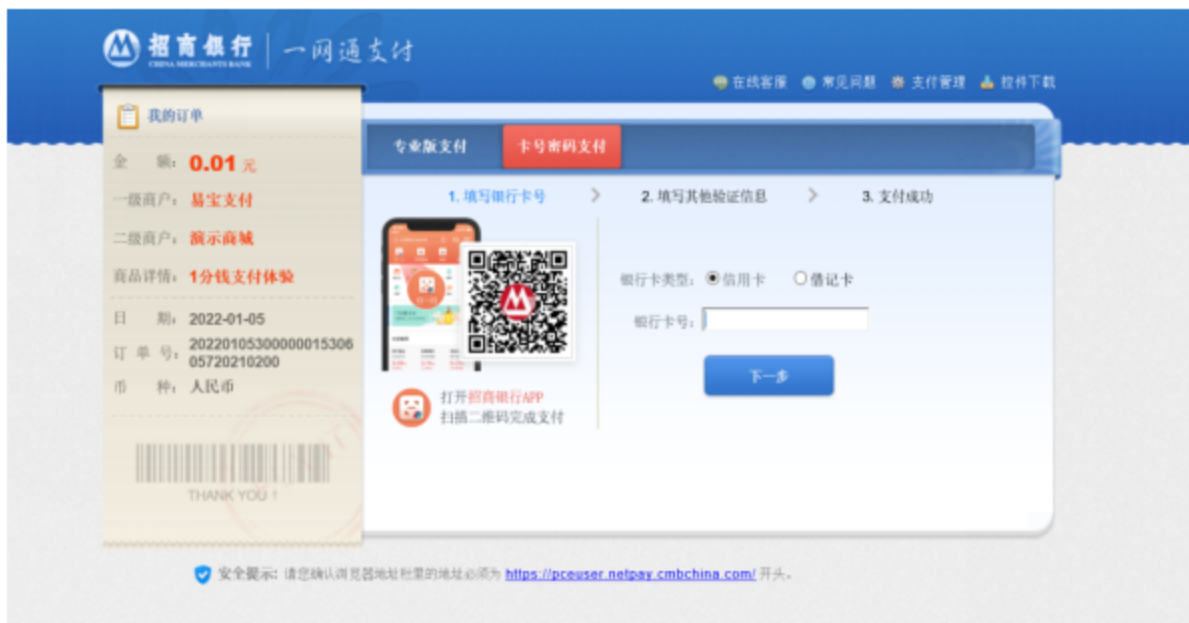 招商银行 一网通支付
CHINA MERCHANTS BANK
在线客服 常见问题 支付管理 控件下载
我的订单
金 额: 0.01 元
一级商户: 易宝支付
二级商户: 演示商城
商品详情: 1分钱支付体验
日 期: 2022-01-05
订 单 号: 20220105300000015306
05720210200
币 种: 人民币
THANK YOU !
专业版支付 卡号密码支付
1. 填写银行卡号 > 2. 填写其他验证信息 > 3. 支付成功
银行卡类型: 信用卡 借记卡
银行卡号:
下一步
打开招商银行APP
扫描二维码完成支付
安全提示: 请您确认浏览器地址栏里的地址必须为 https://pceuser.netpay.cmbchina.com/ 开头。